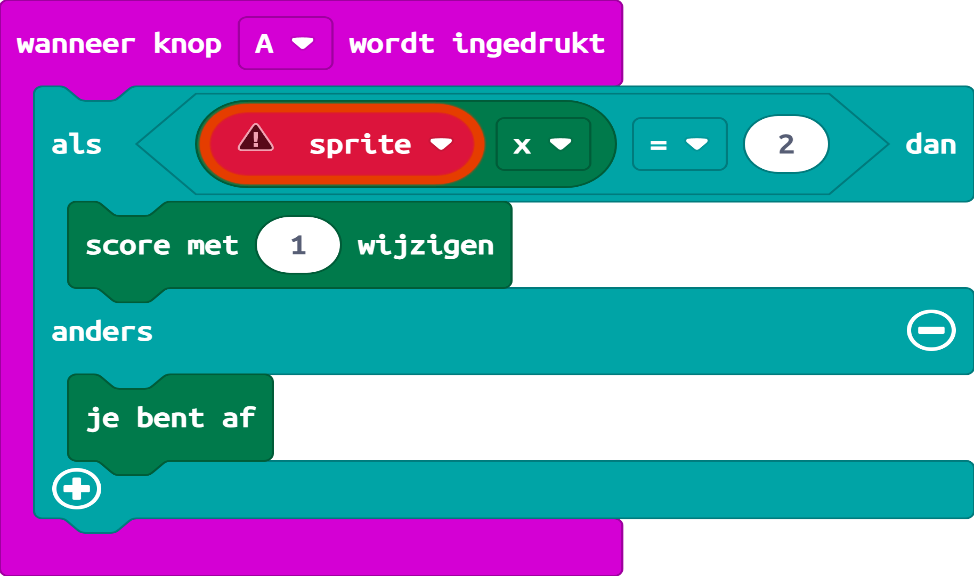 wanneer knop A wordt ingedrukt
als sprite x = 2 dan
score met 1 wijzigen
anders
je bent af